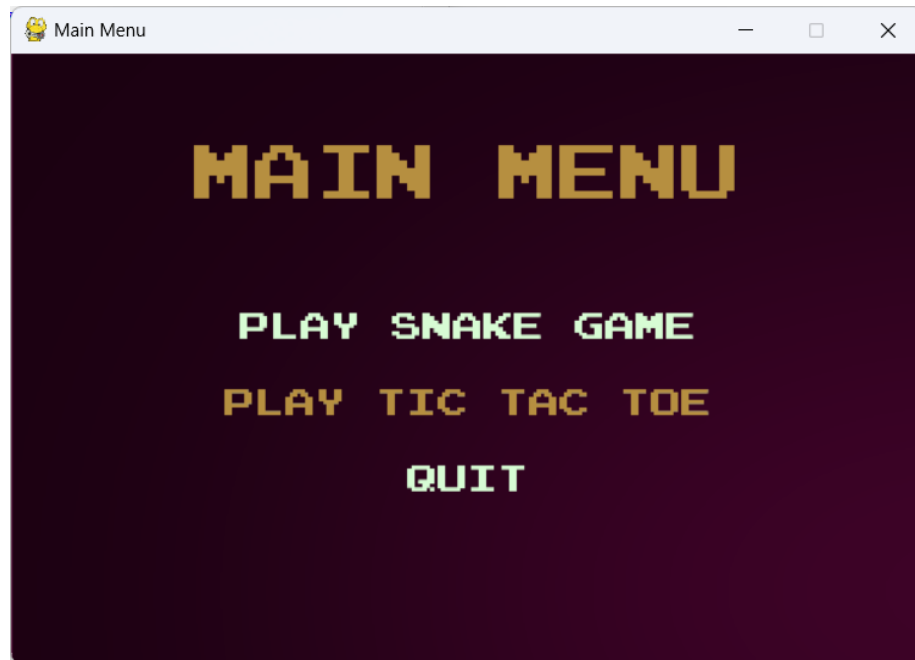 Main Menu
MAIN MENU
PLAY SNAKE GAME
PLAY TIC TAC TOE
QUIT